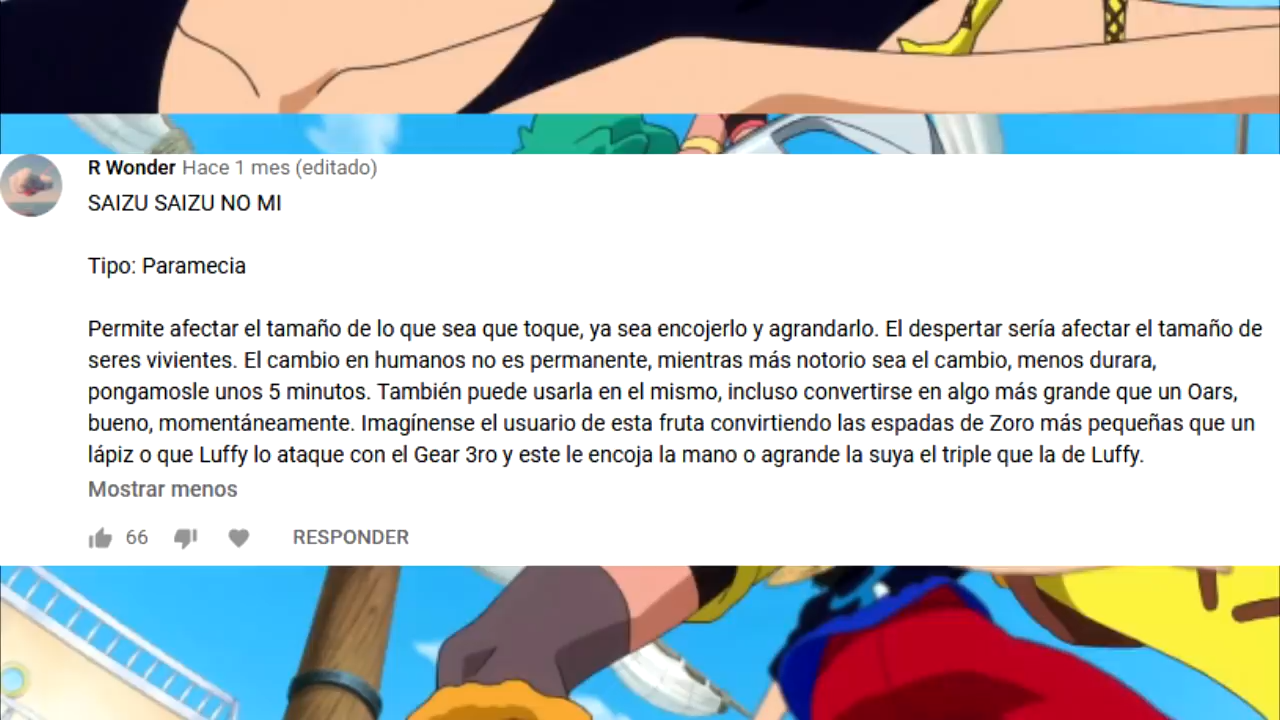 R Wonder Hace 1 mes (editado)
SAIZU SAIZU NO MI
Tipo: Paramecia
Permite afectar el tamaño de lo que sea que toque, ya sea encojerlo y agrandarlo. El despertar sería afectar el tamaño de
seres vivientes. El cambio en humanos no es permanente, mientras más notorio sea el cambio, menos durara,
pongamosle unos 5 minutos. También puede usarla en el mismo, incluso convertirse en algo más grande que un Oars,
bueno, momentáneamente. Imagínense el usuario de esta fruta convirtiendo las espadas de Zoro más pequeñas que un
lápiz o que Luffy lo ataque con el Gear 3ro y este le encoja la mano o agrande la suya el triple que la de Luffy.
Mostrar menos
66 RESPONDER